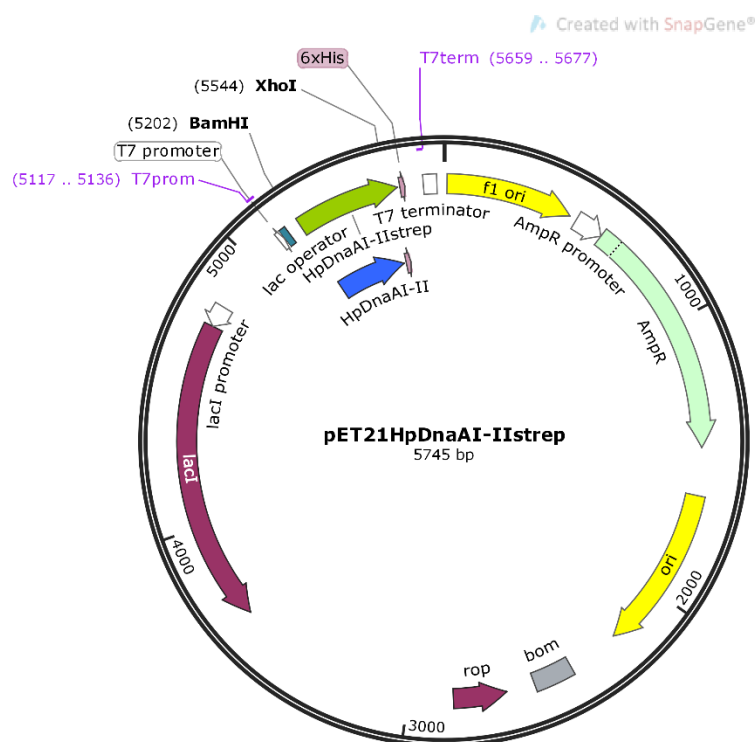 Created with SnapGene®
6xHis
T7term (5659 .. 5677)
(5544) XhoI
(5202) BamHI
T7 promoter
(5117 .. 5136) T7prom
f1 ori
T7 terminator
AmpR promoter
lac operator
HpDnaAI-IIstrep
HpDnaAI-II
5000
1000
AmpR
lacI promoter
pET21HpDnaAI-IIstrep
5745 bp
lacI
4000
ori
2000
bom
rop
3000